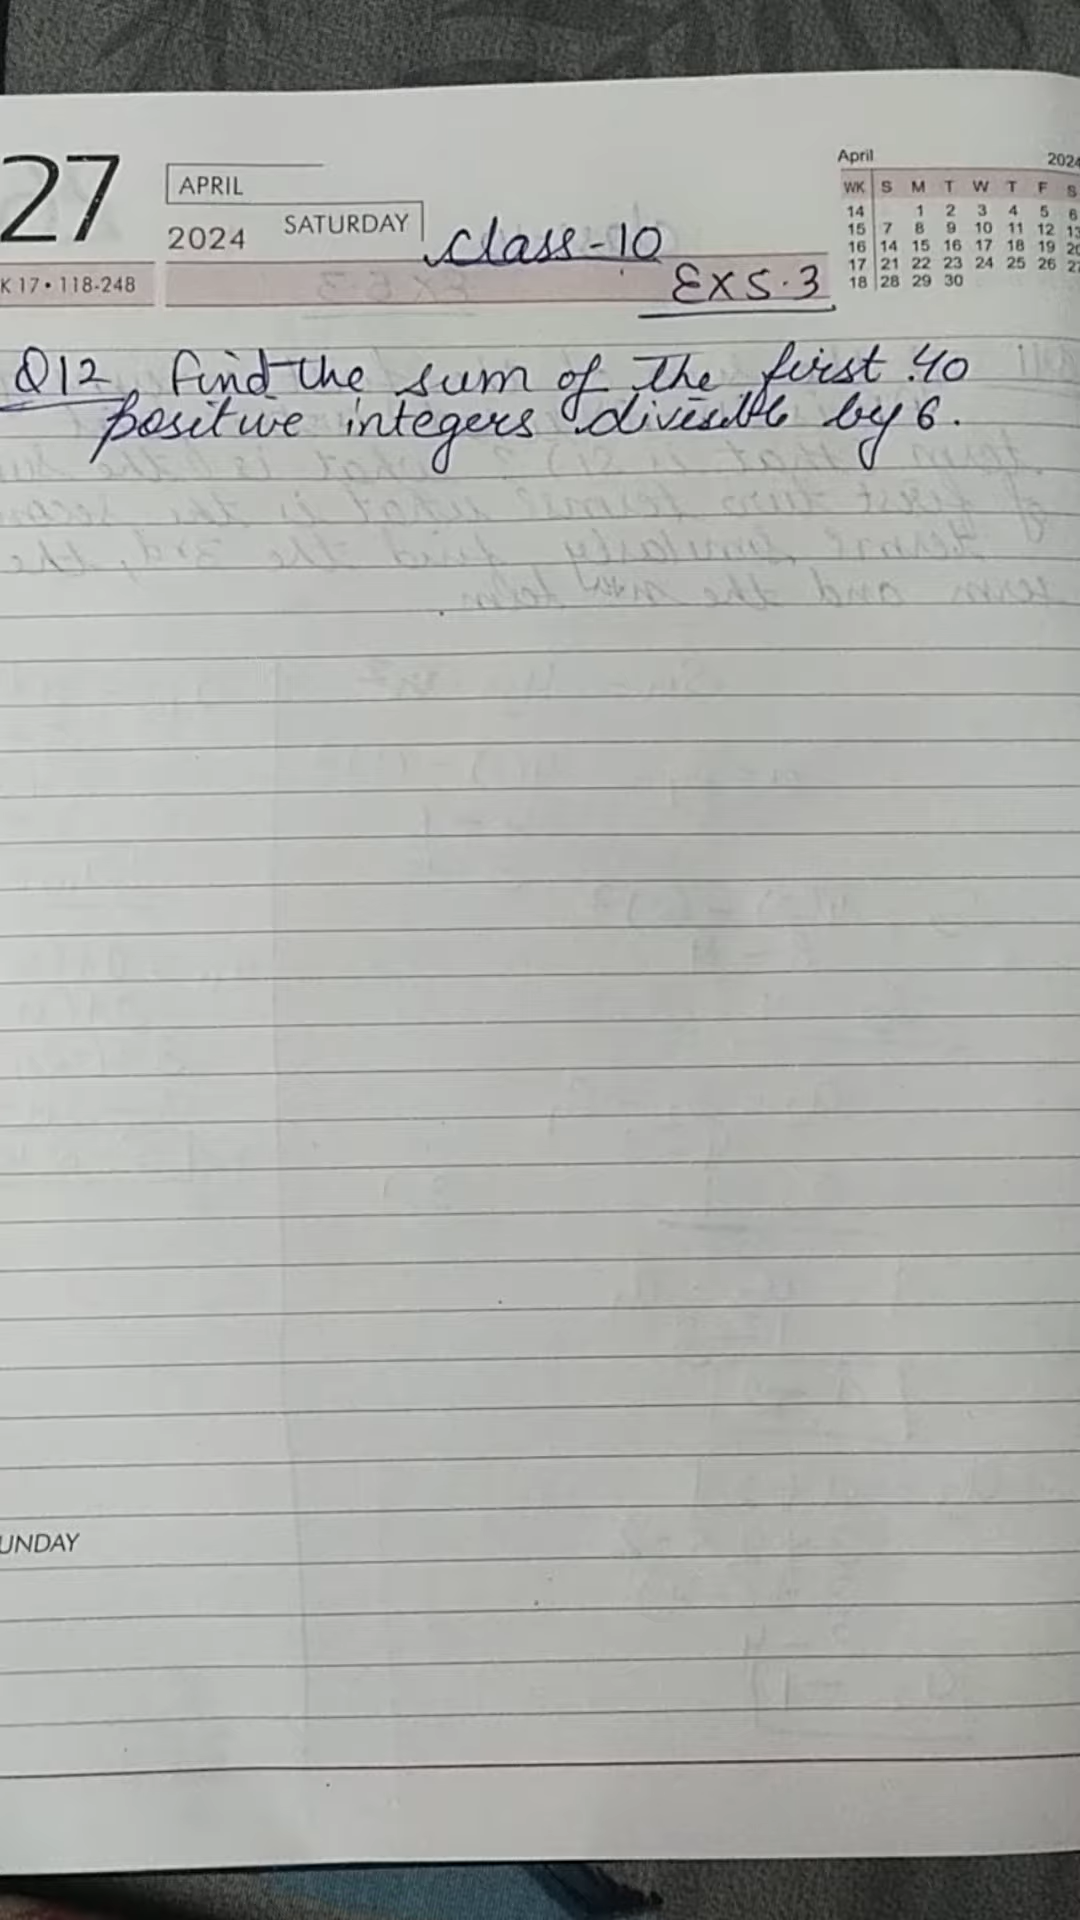 27
APRIL
2024 SATURDAY
K 17 • 118-248
class-10
Ex 5.3
April 2024
WK S M T W T F S
14 1 2 3 4 5 6
15 7 8 9 10 11 12 13
16 14 15 16 17 18 19 20
17 21 22 23 24 25 26 27
18 28 29 30
Q12. Find the sum of the first 40
positive integers divisible by 6.
UNDAY